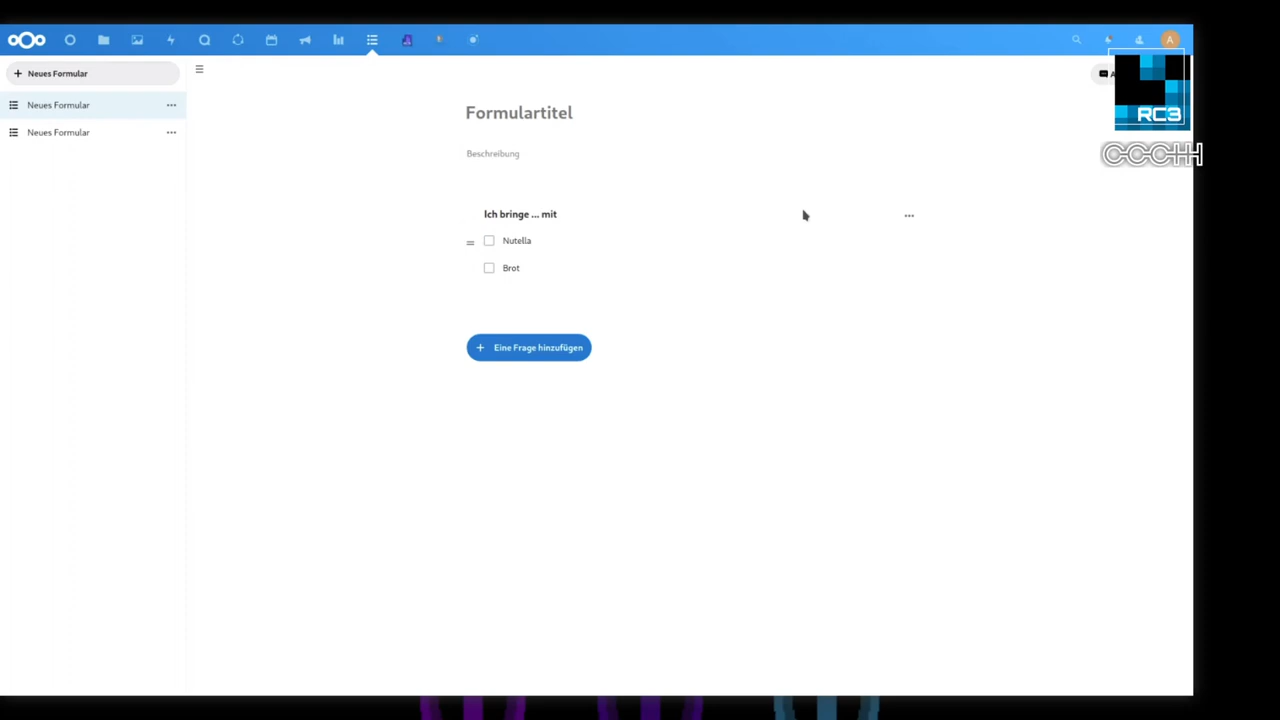 A
Neues Formular
Neues Formular
Neues Formular
Formulartitel
Beschreibung
Ich bringe ... mit
Nutella
Brot
Eine Frage hinzufügen
RC3
CCCHH